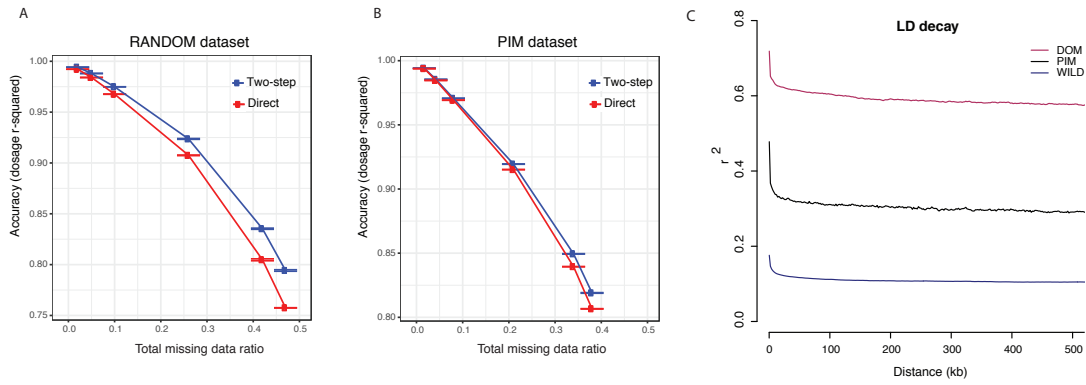 A
RANDOM dataset
Accuracy (dosage r-squared)
1.00
0.95
0.90
0.85
0.80
0.75
Two-step
Direct
0.0 0.1 0.2 0.3 0.4 0.5
Total missing data ratio
B
PIM dataset
Accuracy (dosage r-squared)
1.00
0.95
0.90
0.85
0.80
Two-step
Direct
0.0 0.1 0.2 0.3 0.4 0.5
Total missing data ratio
C
LD decay
r 2
0.8
0.6
0.4
0.2
0.0
DOM
PIM
WILD
0 100 200 300 400 500
Distance (kb)